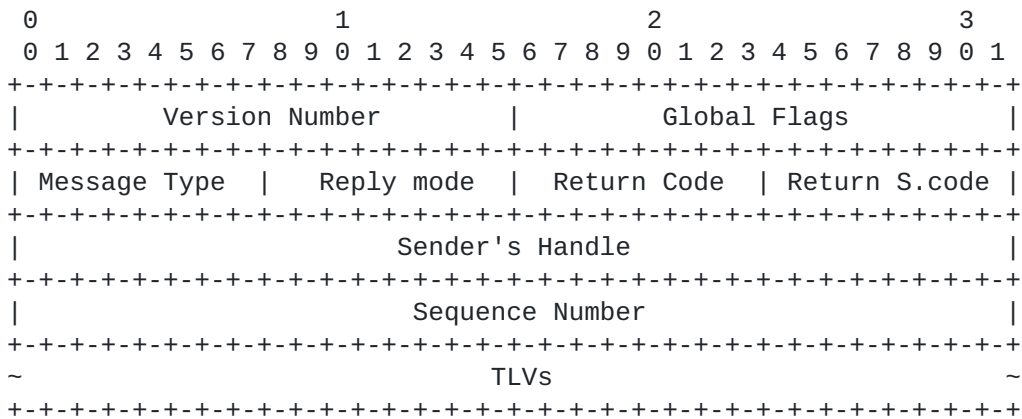 0                   1                   2                   3
 0 1 2 3 4 5 6 7 8 9 0 1 2 3 4 5 6 7 8 9 0 1 2 3 4 5 6 7 8 9 0 1
+-+-+-+-+-+-+-+-+-+-+-+-+-+-+-+-+-+-+-+-+-+-+-+-+-+-+-+-+-+-+-+-+
|         Version Number        |         Global Flags          |
+-+-+-+-+-+-+-+-+-+-+-+-+-+-+-+-+-+-+-+-+-+-+-+-+-+-+-+-+-+-+-+-+
| Message Type  |   Reply mode  |  Return Code  | Return S.code |
+-+-+-+-+-+-+-+-+-+-+-+-+-+-+-+-+-+-+-+-+-+-+-+-+-+-+-+-+-+-+-+-+
|                        Sender's Handle                        |
+-+-+-+-+-+-+-+-+-+-+-+-+-+-+-+-+-+-+-+-+-+-+-+-+-+-+-+-+-+-+-+-+
|                         Sequence Number                       |
+-+-+-+-+-+-+-+-+-+-+-+-+-+-+-+-+-+-+-+-+-+-+-+-+-+-+-+-+-+-+-+-+
~                              TLVs                             ~
+-+-+-+-+-+-+-+-+-+-+-+-+-+-+-+-+-+-+-+-+-+-+-+-+-+-+-+-+-+-+-+-+